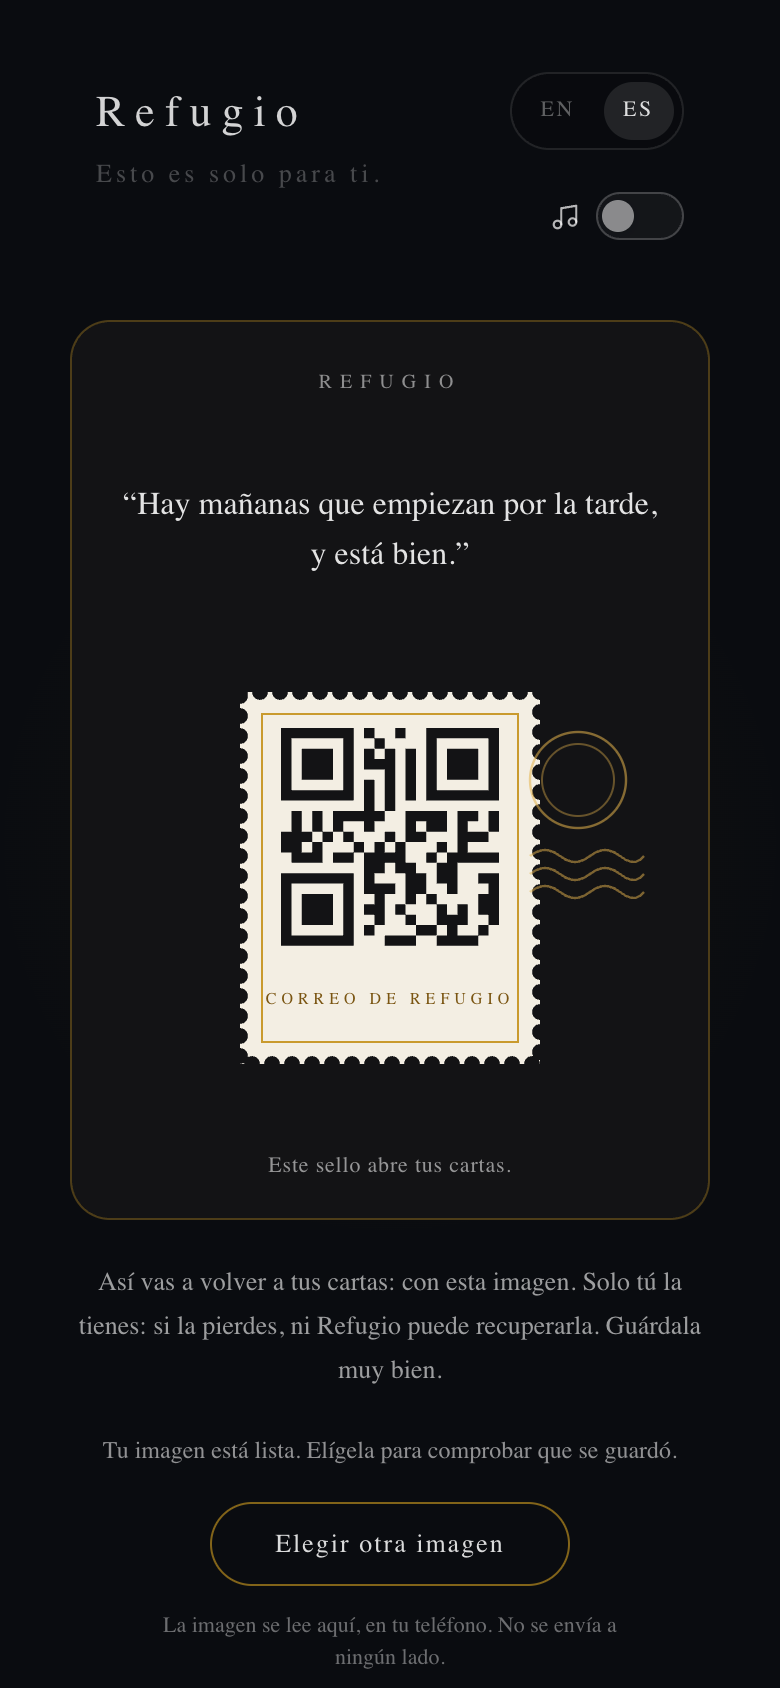 Refugio
EN ES
Esto es solo para ti.
REFUGIO
“Hay mañanas que empiezan por la tarde,
y está bien.”
CORREO DE REFUGIO
Este sello abre tus cartas.
Así vas a volver a tus cartas: con esta imagen. Solo tú la
tienes: si la pierdes, ni Refugio puede recuperarla. Guárdala
muy bien.
Tu imagen está lista. Elígela para comprobar que se guardó.
Elegir otra imagen
La imagen se lee aquí, en tu teléfono. No se envía a
ningún lado.